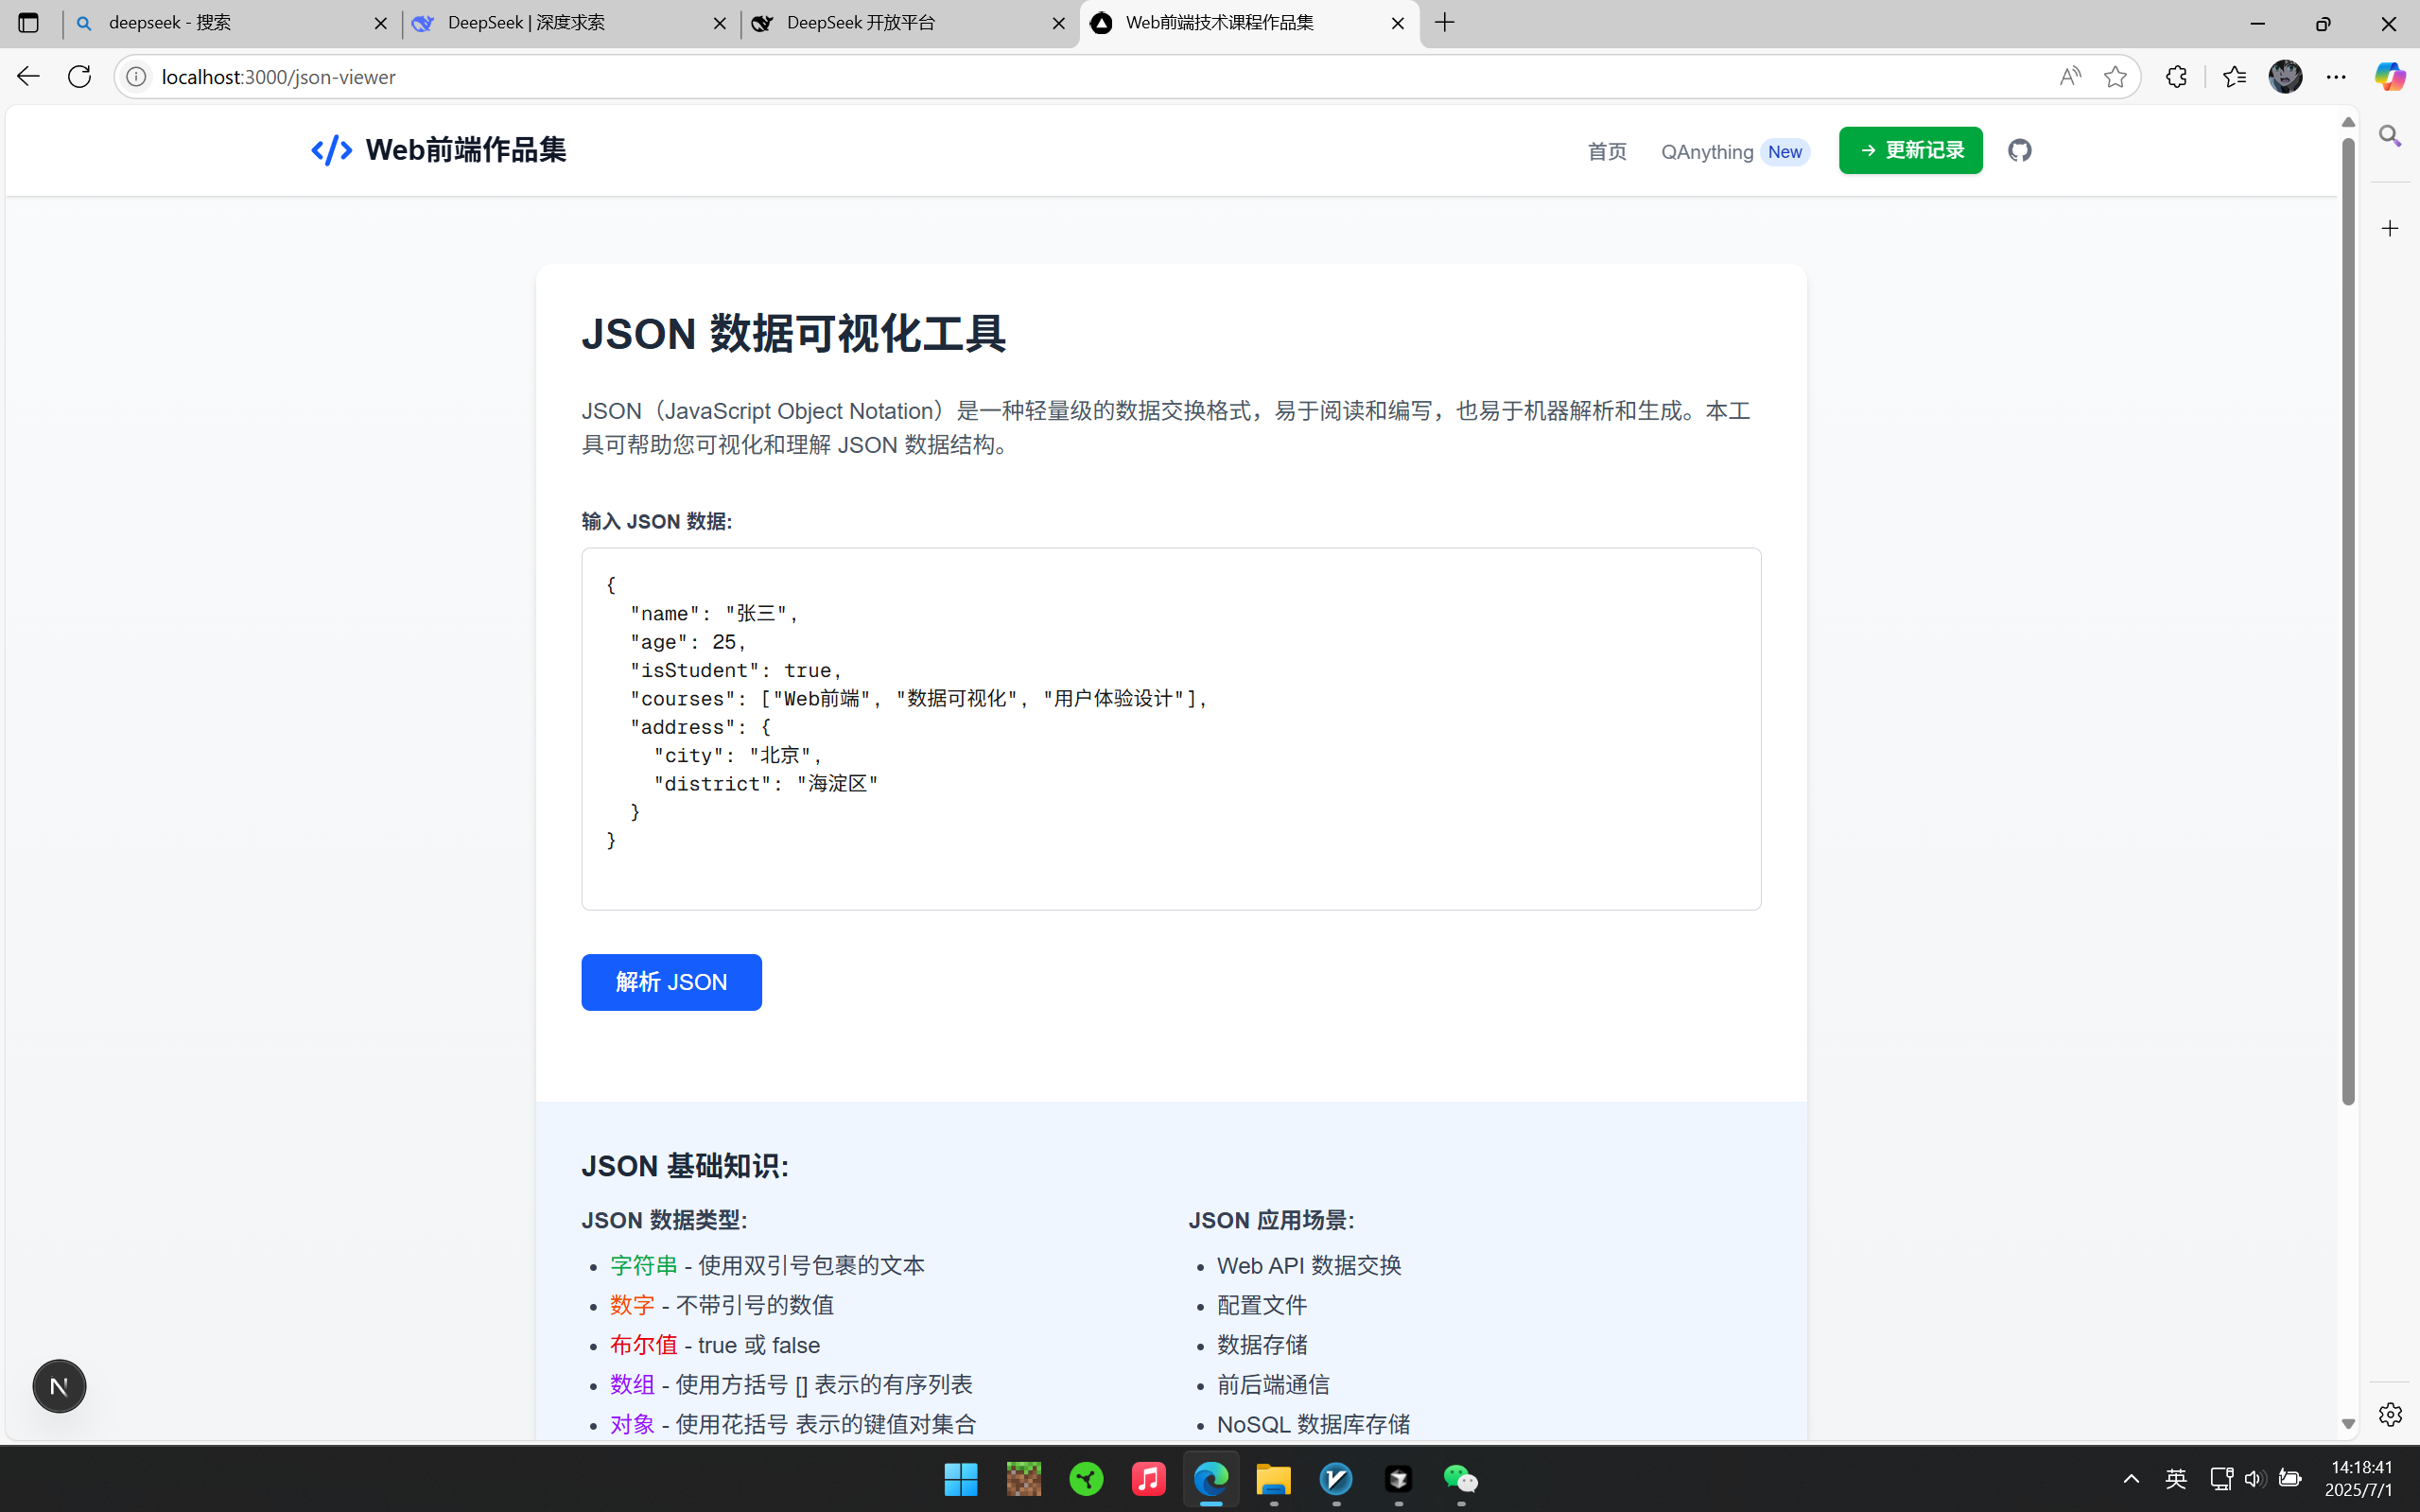 deepseek - 搜索
DeepSeek | 深度求索
DeepSeek 开放平台
Web前端技术课程作品集
localhost:3000/json-viewer
Web前端作品集
首页
QAnything New
更新记录
JSON 数据可视化工具
JSON（JavaScript Object Notation）是一种轻量级的数据交换格式，易于阅读和编写，也易于机器解析和生成。本工
具可帮助您可视化和理解 JSON 数据结构。
输入 JSON 数据:
{
  "name": "张三",
  "age": 25,
  "isStudent": true,
  "courses": ["Web前端", "数据可视化", "用户体验设计"],
  "address": {
    "city": "北京",
    "district": "海淀区"
  }
}
解析 JSON
JSON 基础知识:
JSON 数据类型:
• 字符串 - 使用双引号包裹的文本
• 数字 - 不带引号的数值
• 布尔值 - true 或 false
• 数组 - 使用方括号 [] 表示的有序列表
• 对象 - 使用花括号 表示的键值对集合
JSON 应用场景:
• Web API 数据交换
• 配置文件
• 数据存储
• 前后端通信
• NoSQL 数据库存储
N
英
14:18:41
2025/7/1